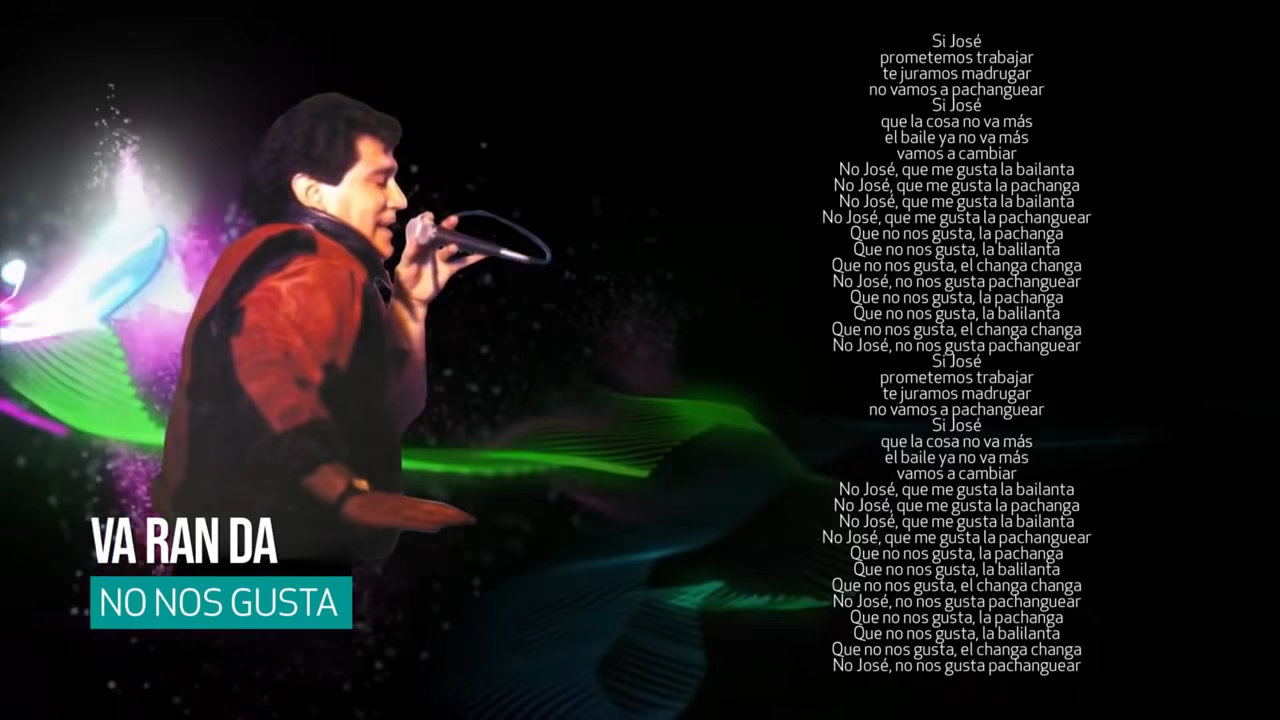 Si José
prometemos trabajar
te juramos madrugar
no vamos a pachanguear
Si José
que la cosa no va más
el baile ya no va más
vamos a cambiar
No José, que me gusta la bailanta
No José, que me gusta la pachanga
No José, que me gusta la bailanta
No José, que me gusta la pachanguear
Que no nos gusta, la pachanga
Que no nos gusta, la balilanta
Que no nos gusta, el changa changa
No José, no nos gusta pachanguear
Que no nos gusta, la pachanga
Que no nos gusta, la balilanta
Que no nos gusta, el changa changa
No José, no nos gusta pachanguear
Si José
prometemos trabajar
te juramos madrugar
no vamos a pachanguear
Si José
que la cosa no va más
el baile ya no va más
vamos a cambiar
No José, que me gusta la bailanta
No José, que me gusta la pachanga
No José, que me gusta la bailanta
No José, que me gusta la pachanguear
Que no nos gusta, la pachanga
Que no nos gusta, la balilanta
Que no nos gusta, el changa changa
No José, no nos gusta pachanguear
Que no nos gusta, la pachanga
Que no nos gusta, la balilanta
Que no nos gusta, el changa changa
No José, no nos gusta pachanguear
VA RAN DA
NO NOS GUSTA